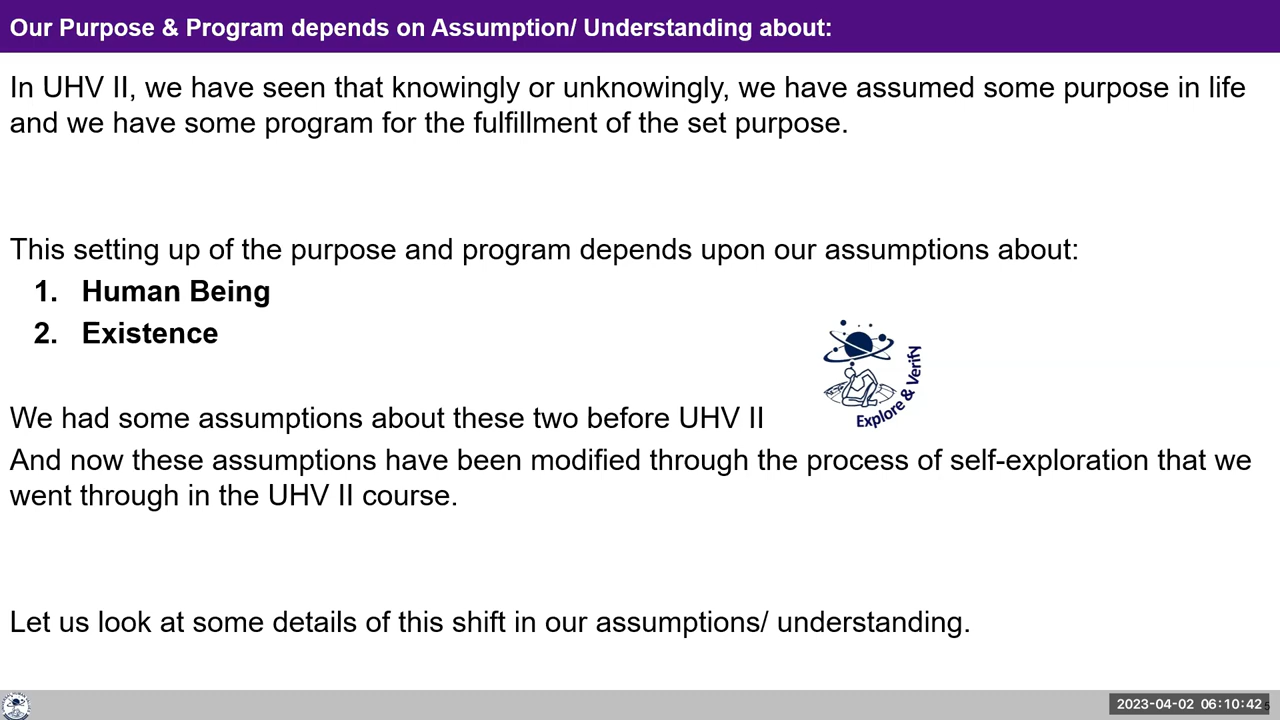 Our Purpose & Program depends on Assumption/ Understanding about:
In UHV II, we have seen that knowingly or unknowingly, we have assumed some purpose in life
and we have some program for the fulfillment of the set purpose.
This setting up of the purpose and program depends upon our assumptions about:
1. Human Being
2. Existence
Explore & Verify
We had some assumptions about these two before UHV II
And now these assumptions have been modified through the process of self-exploration that we
went through in the UHV II course.
Let us look at some details of this shift in our assumptions/ understanding.
2023-04-02 06:10:42
5